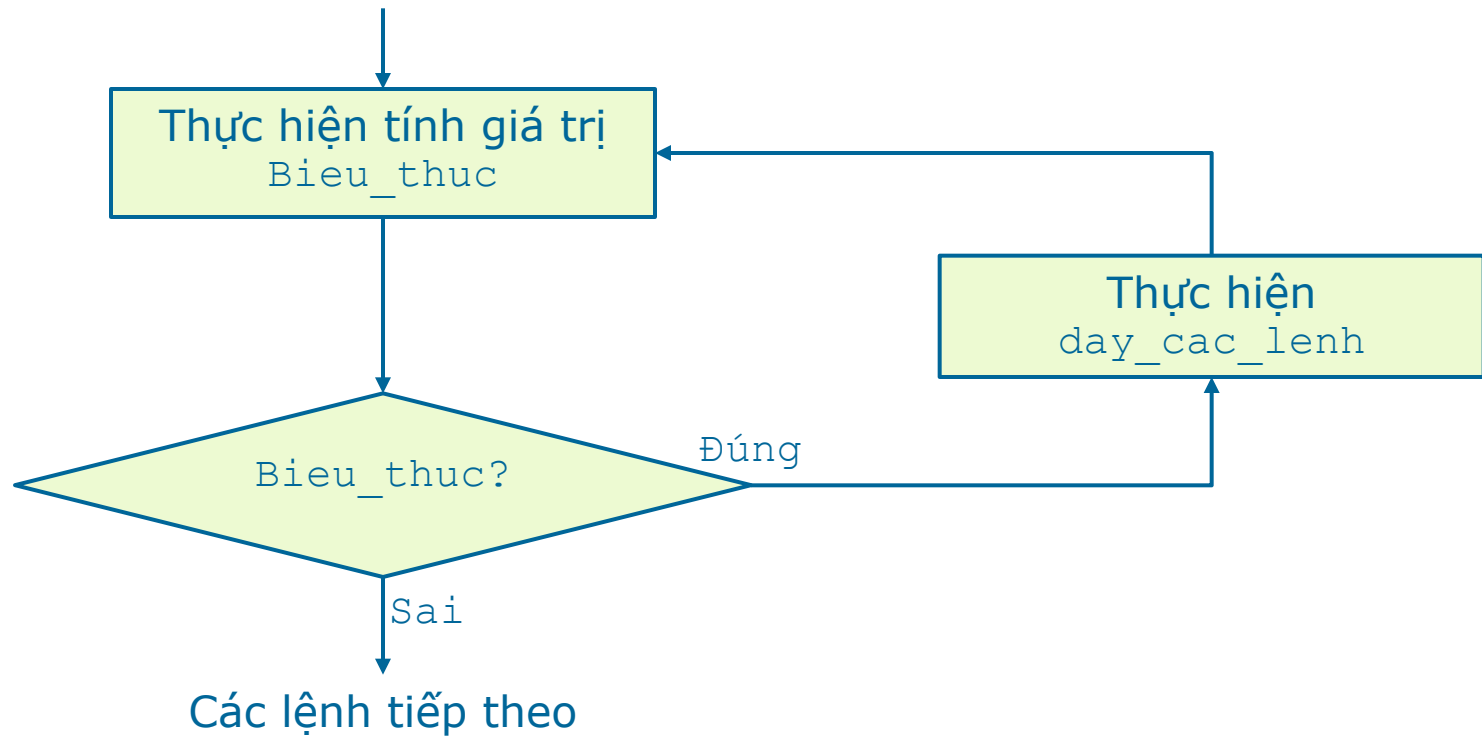 Thực hiện tính giá trị
Bieu_thuc
Thực hiện
day_cac_lenh
Bieu_thuc?
Đúng
Sai
Các lệnh tiếp theo